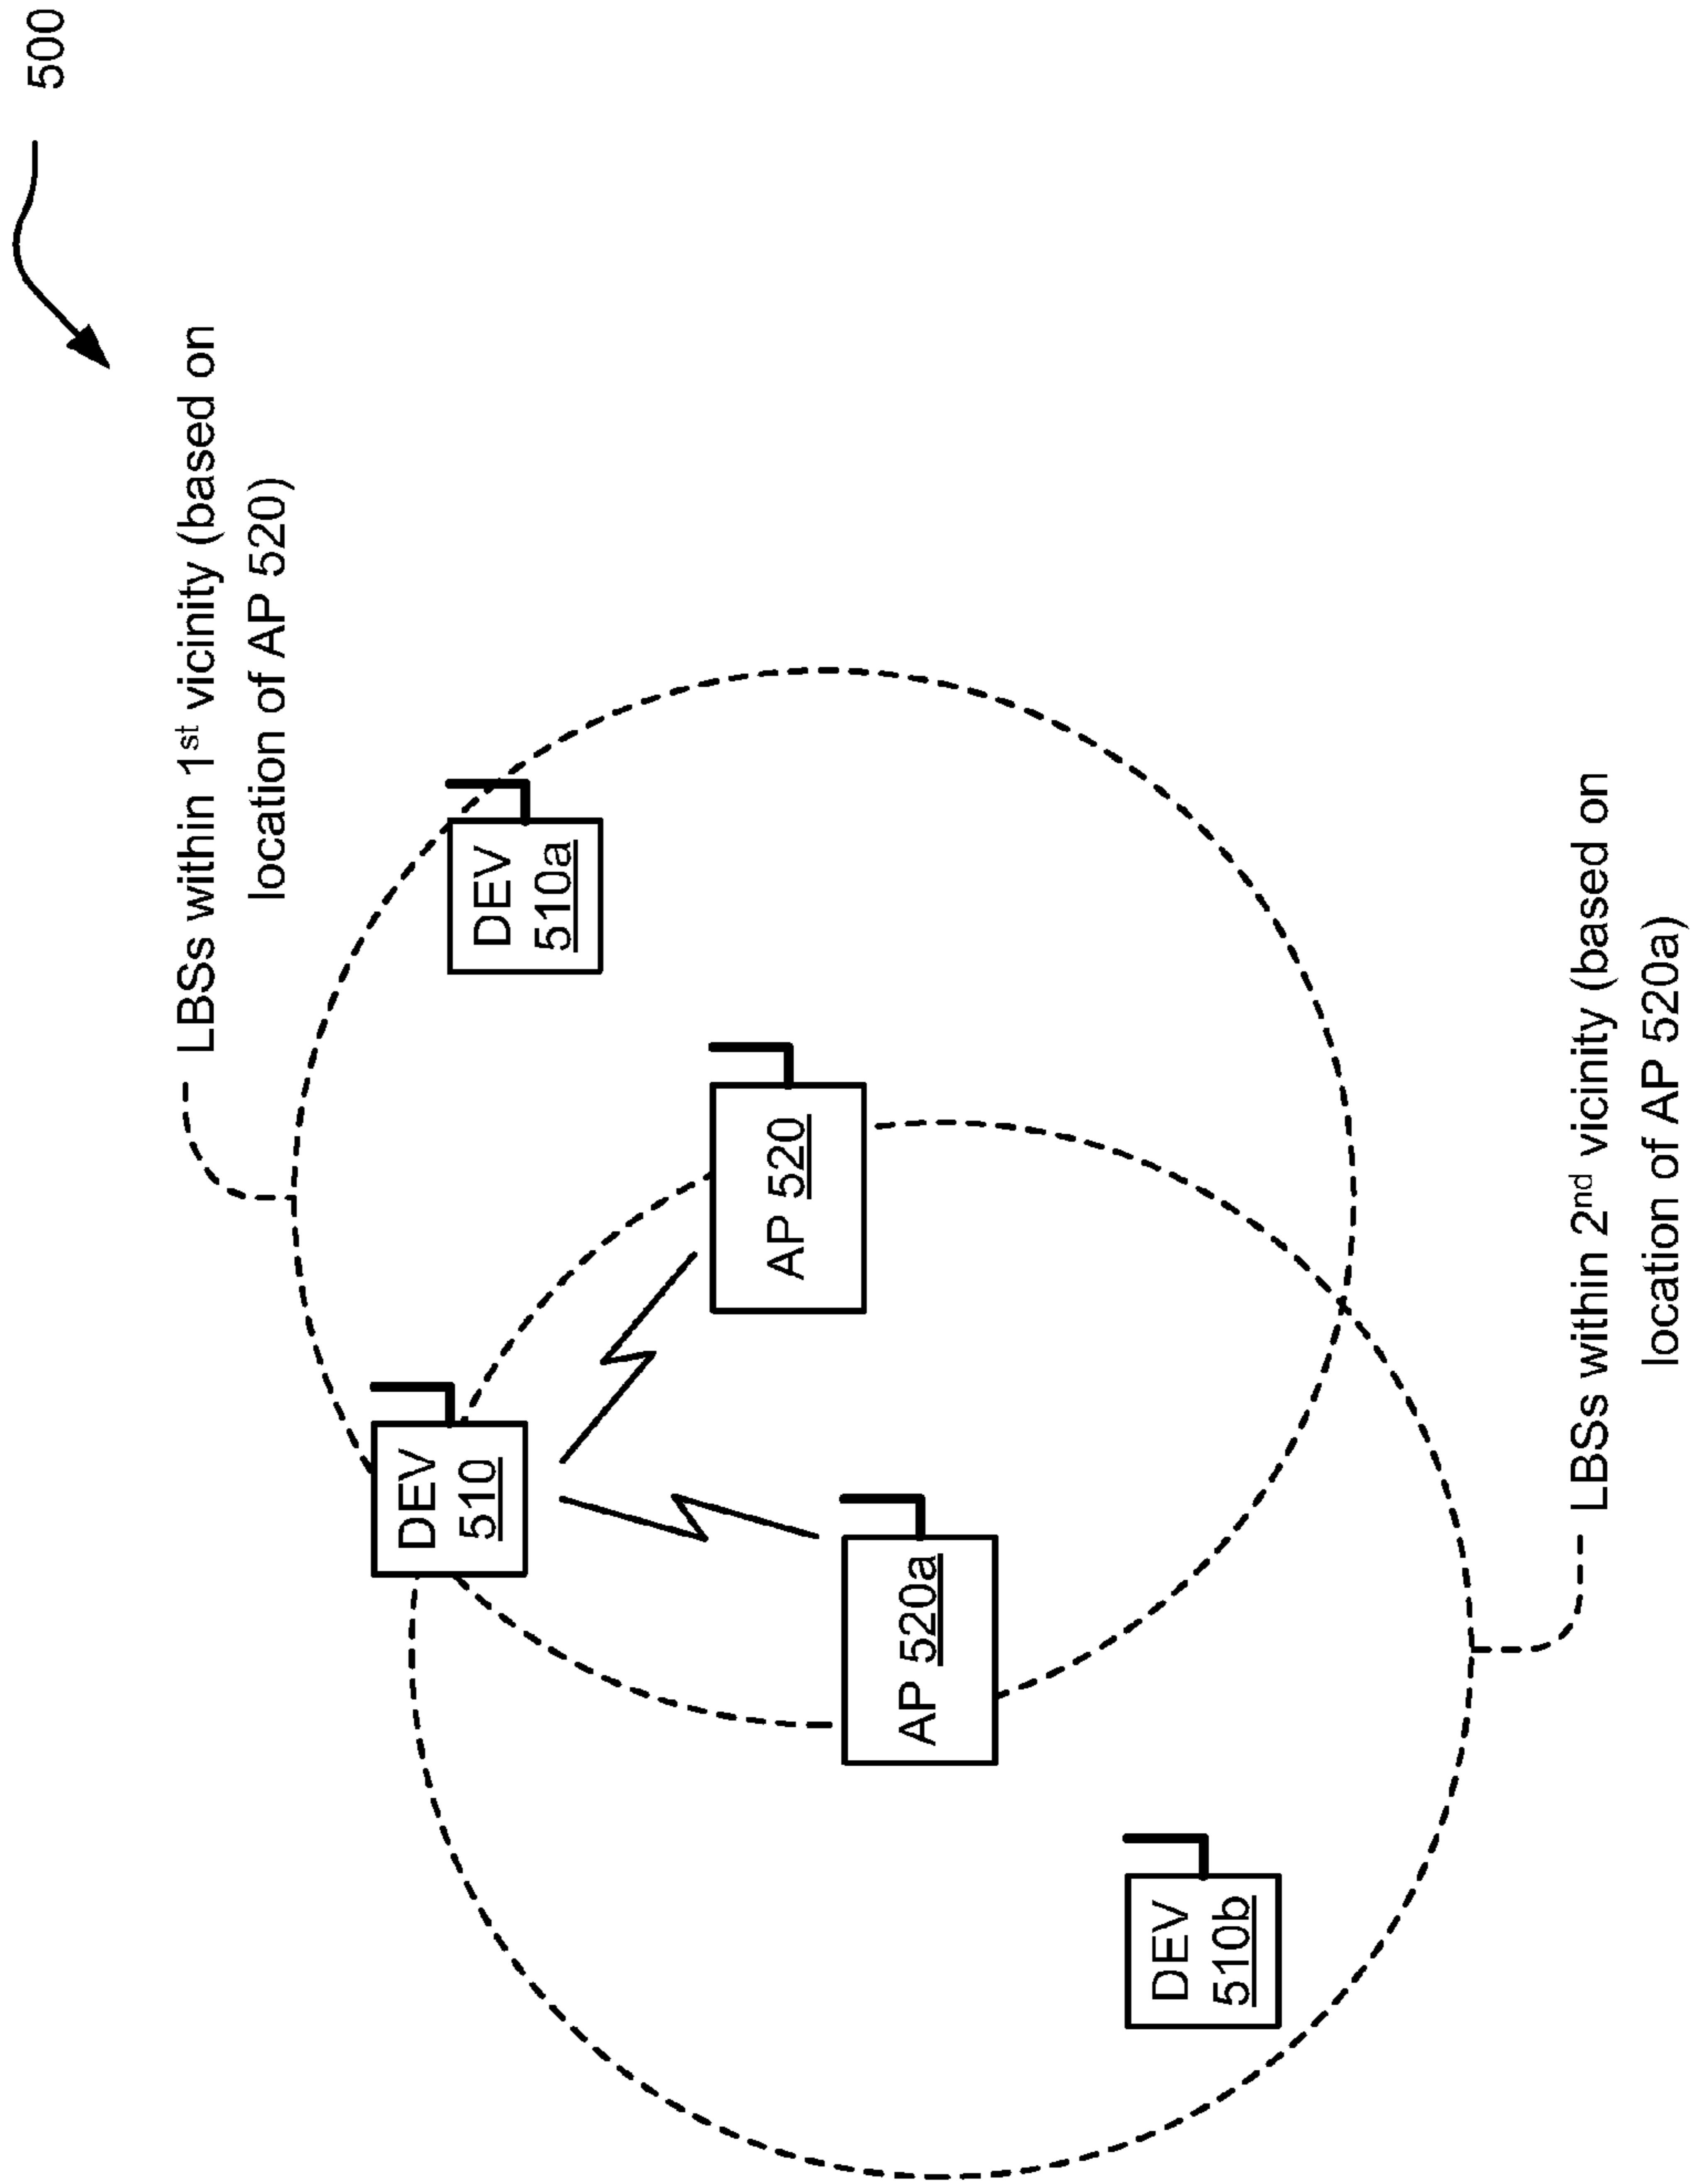 500
LBSs within 1st vicinity (based on
location of AP 520)
DEV
510
DEV
510a
AP 520
AP 520a
DEV
510b
LBSs within 2nd vicinity (based on
location of AP 520a)